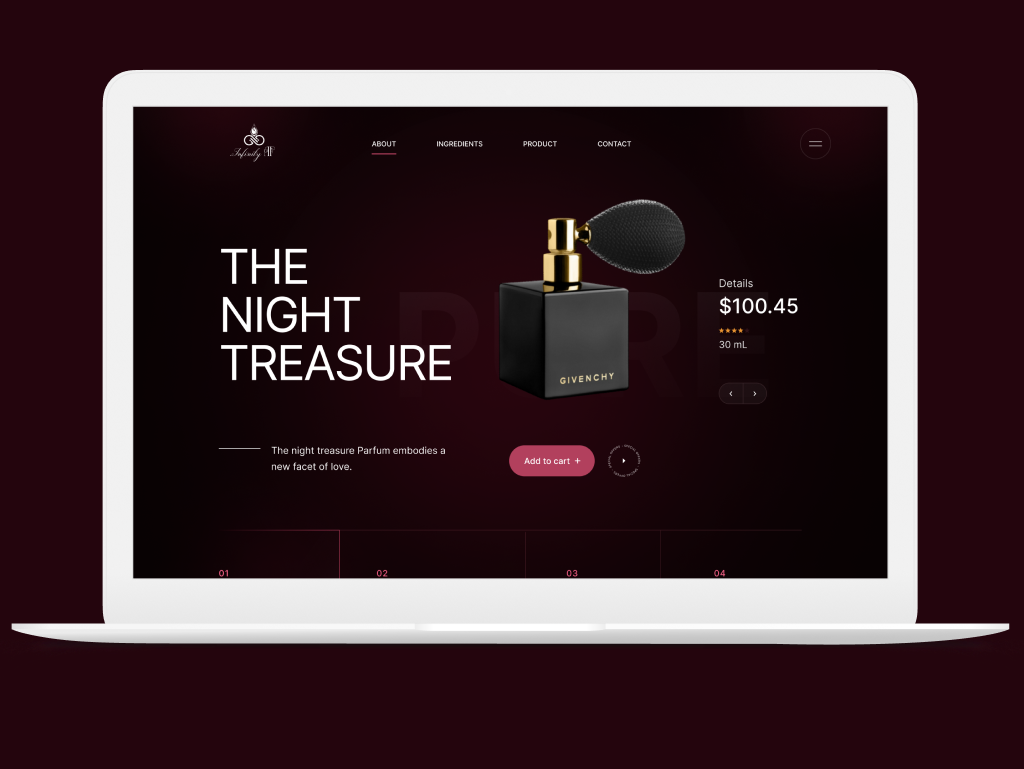 Infinity
ABOUT
INGREDIENTS
PRODUCT
CONTACT
THE
NIGHT
TREASURE
GIVENCHY
Details
$100.45
30 mL
The night treasure Parfum embodies a
new facet of love.
Add to cart +
01
02
03
04